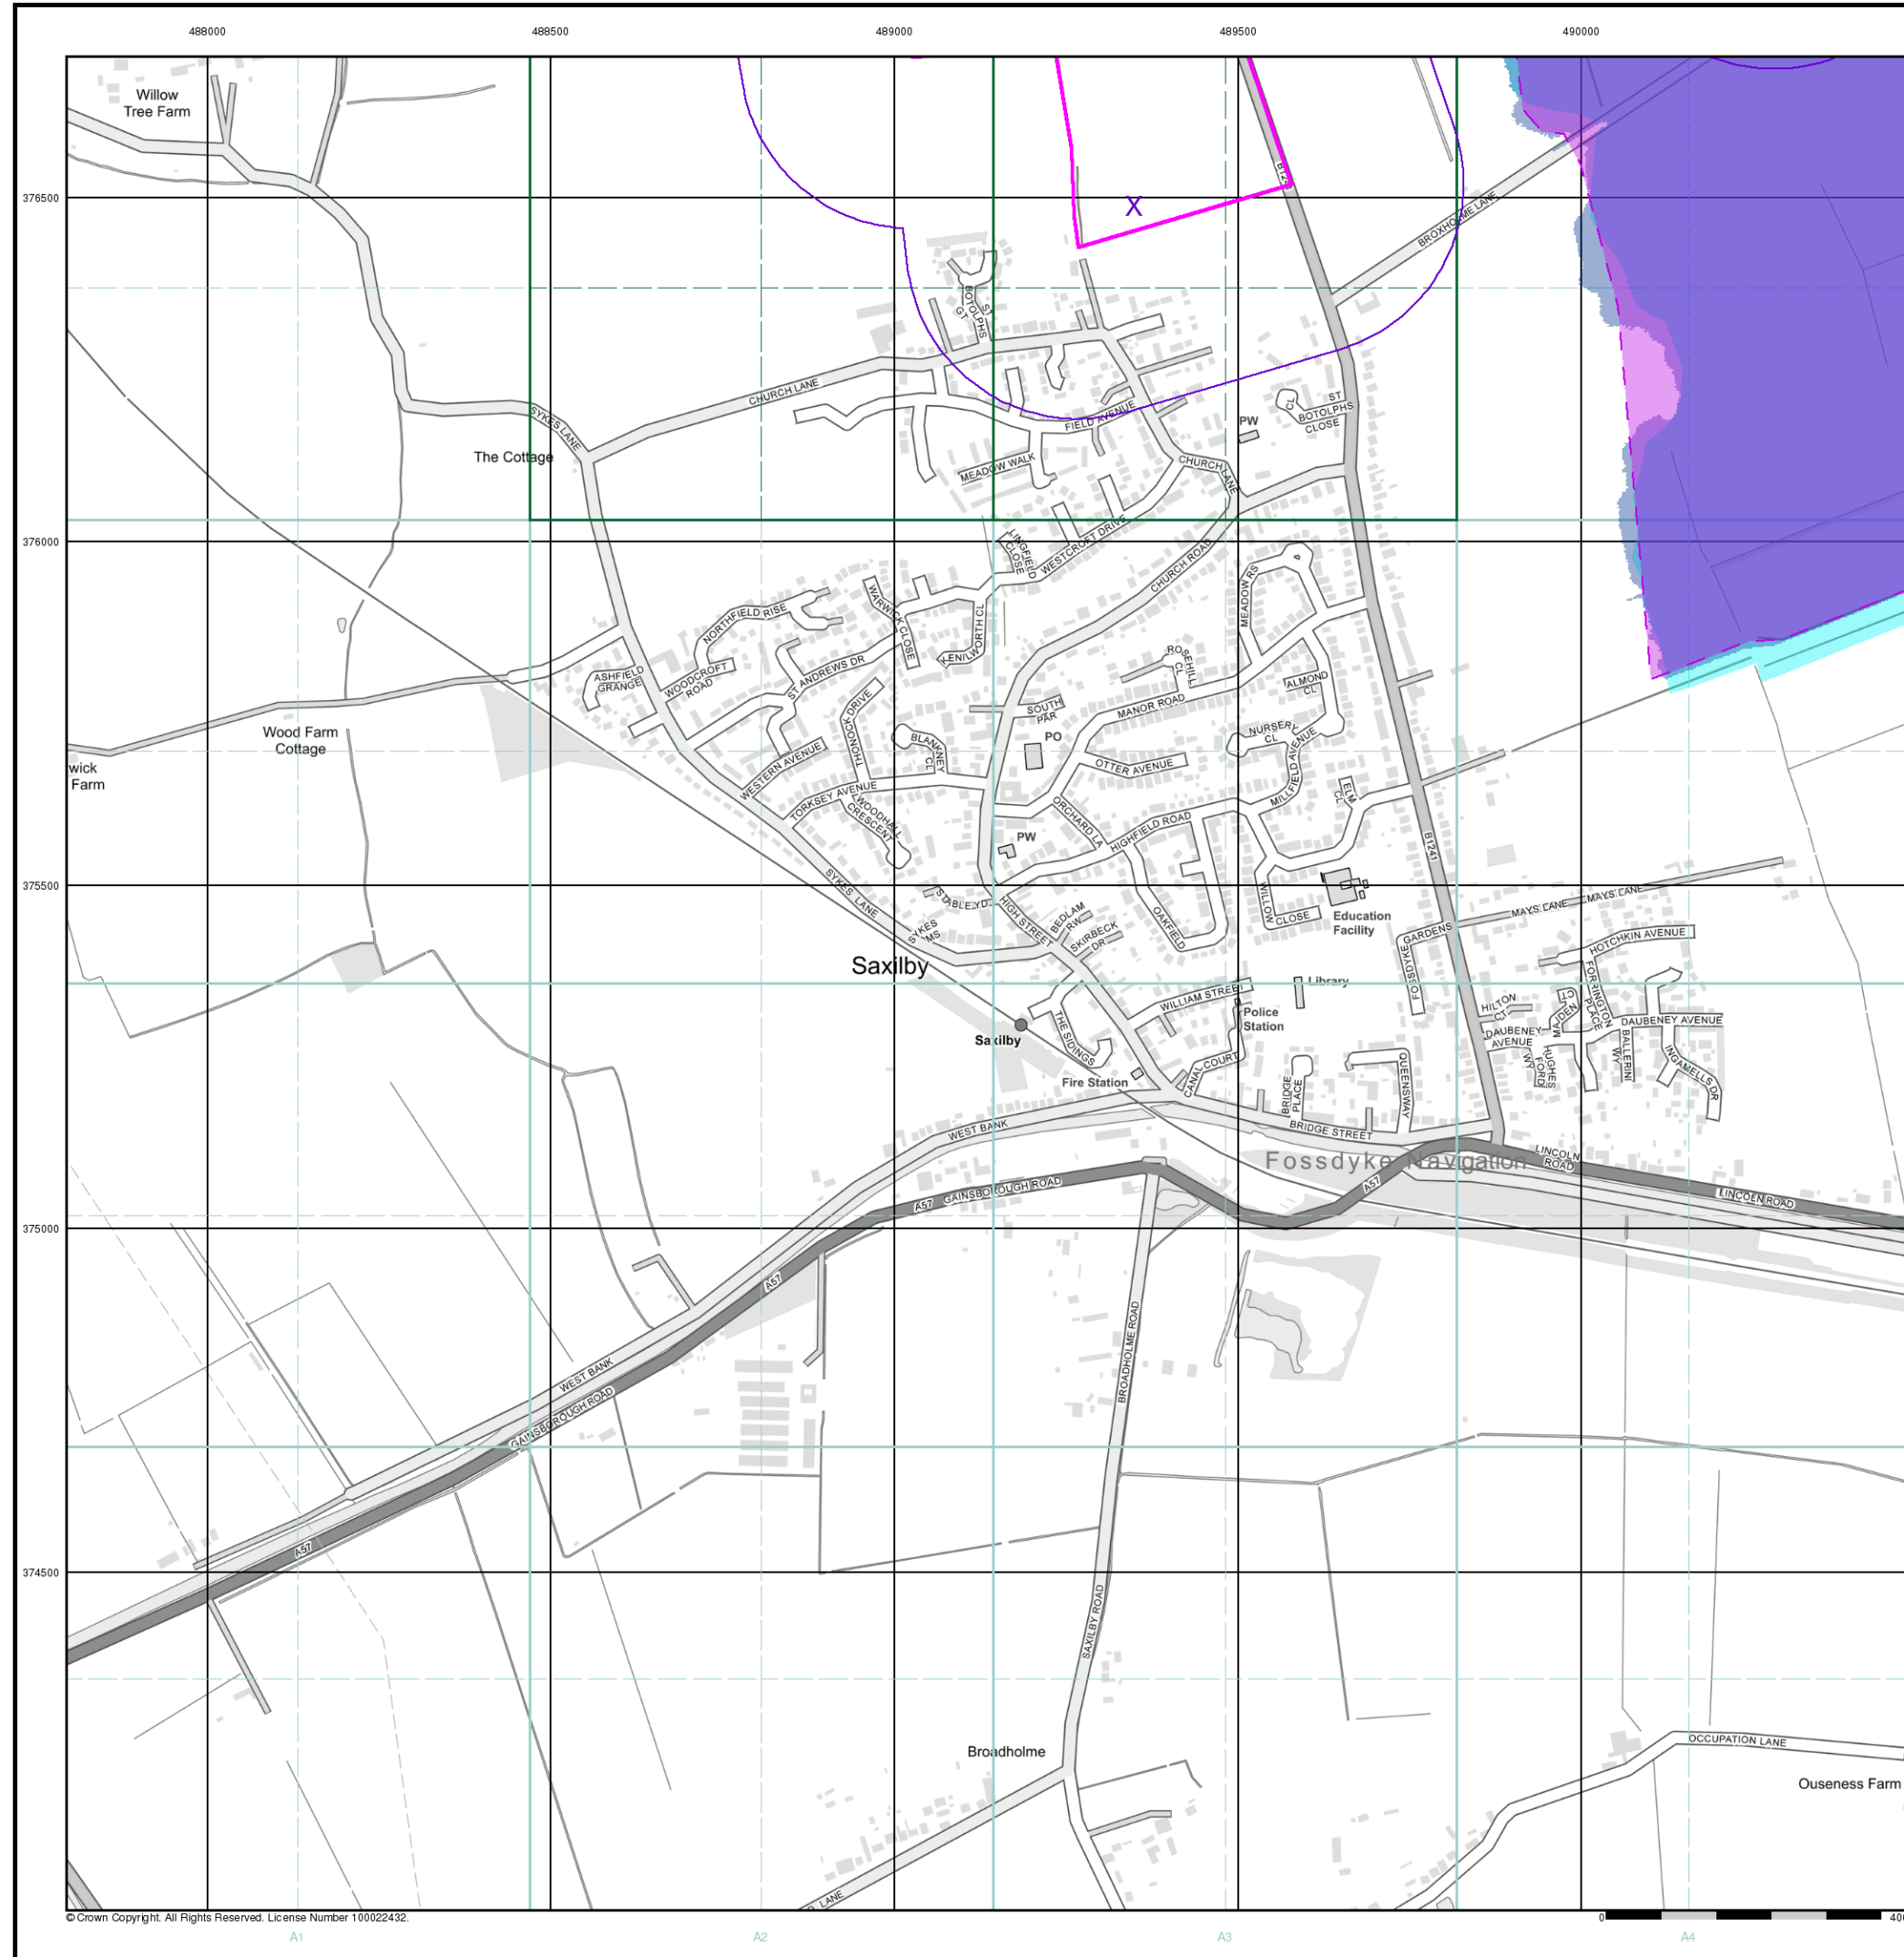 488000 488500 489000 489500 490000
Willow
Tree Farm
376500
X
BROXHOLME LANE
ST
BOTOLPHS
GT
CHURCH LANE
SYKES LANE
The Cottage
FIELD AVENUE
MEADOW WALK
PW
CL
ST
BOTOLPHS
CLOSE
CHURCH LANE
376000
LINGFIELD
CLOSE
WESTCROFT DRIVE
CHURCH ROAD
MEADOW RS
NORTHFIELD RISE
WARWICK CLOSE
KENILWORTH CL
ASHFIELD
GRANGE
WOODCROFT
ROAD
ST ANDREWS DR
ROSEHILL
CL
ALMOND
CL
SOUTH
PAR
MANOR ROAD
THONOCK DRIVE
Wood Farm
Cottage
wick
Farm
BLANKNEY
CL
PO
NURSERY
CL
OTTER AVENUE
WESTERN AVENUE
TORKSEY AVENUE
WOODHALL
CRESCENT
MILLFIELD AVENUE
ELM
CL
ORCHARD LA
HIGHFIELD ROAD
PW
B1241
375500
SYKES LANE
STABLE YD
HIGH STREET
BEDLAM
RW
SKIRBECK
DR
OAKFIELD
WILLOW
CLOSE
Education
Facility
MAYS LANE
MAYS LANE
SYKES
MS
FOSSDYKE
GARDENS
HOTCHKIN AVENUE
Saxilby
WILLIAM STREET
Library
Police
Station
Saxilby
THE SIDINGS
HILTON
CT
MAIDEN
CT
FORRINGTON
PLACE
DAUBENEY
AVENUE
DAUBENEY AVENUE
HUGHES
FORD
WY
BALLERINI
WY
INGAMELLS DR
Fire Station
CANAL COURT
BRIDGE
PLACE
QUEENSWAY
WEST BANK
BRIDGE STREET
Fossdyke Navigation
LINCOLN
ROAD
A57
GAINSBOROUGH ROAD
A57
LINCOLN ROAD
375000
A57
BROADHOLME ROAD
WEST BANK
GAINSBOROUGH ROAD
A57
374500
SAXILBY ROAD
Broadholme
OCCUPATION LANE
Ouseness Farm
LANE
© Crown Copyright. All Rights Reserved. License Number 100022432.
0 400
A1 A2 A3 A4